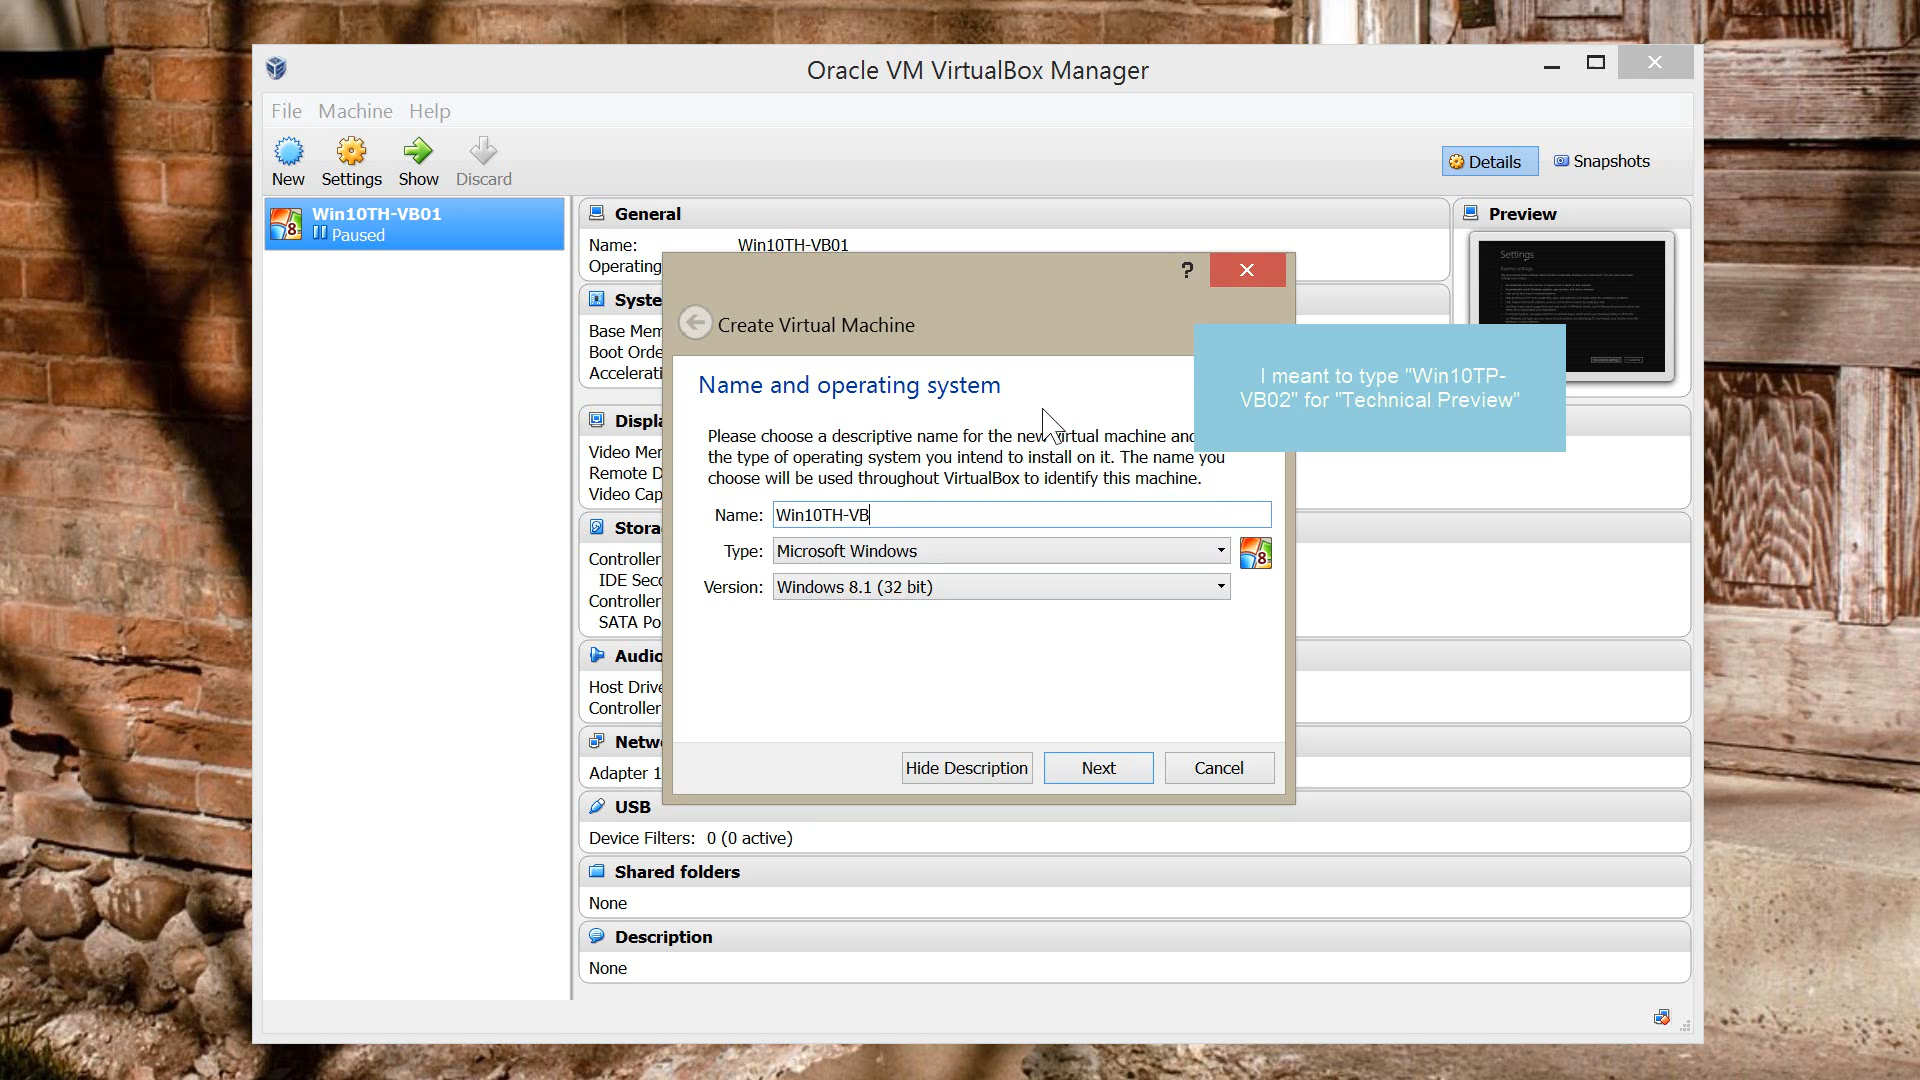 Oracle VM VirtualBox Manager
File Machine Help
New Settings Show Discard
Details Snapshots
Win10TH-VB01
Paused
General
Name: Win10TH-VB01
Operating
Preview
Settings
Syste
Base Mem
Boot Orde
Accelerati
Displa
Video Mer
Remote D
Video Cap
Stora
Controller
IDE Seco
Controller
SATA Po
Audio
Host Drive
Controller
Netwo
Adapter 1
USB
Device Filters: 0 (0 active)
Shared folders
None
Description
None
?
Create Virtual Machine
Name and operating system
Please choose a descriptive name for the new virtual machine and
the type of operating system you intend to install on it. The name you
choose will be used throughout VirtualBox to identify this machine.
Name: Win10TH-VB
Type: Microsoft Windows
8
Version: Windows 8.1 (32 bit)
Hide Description Next Cancel
I meant to type "Win10TP-
VB02" for "Technical Preview"